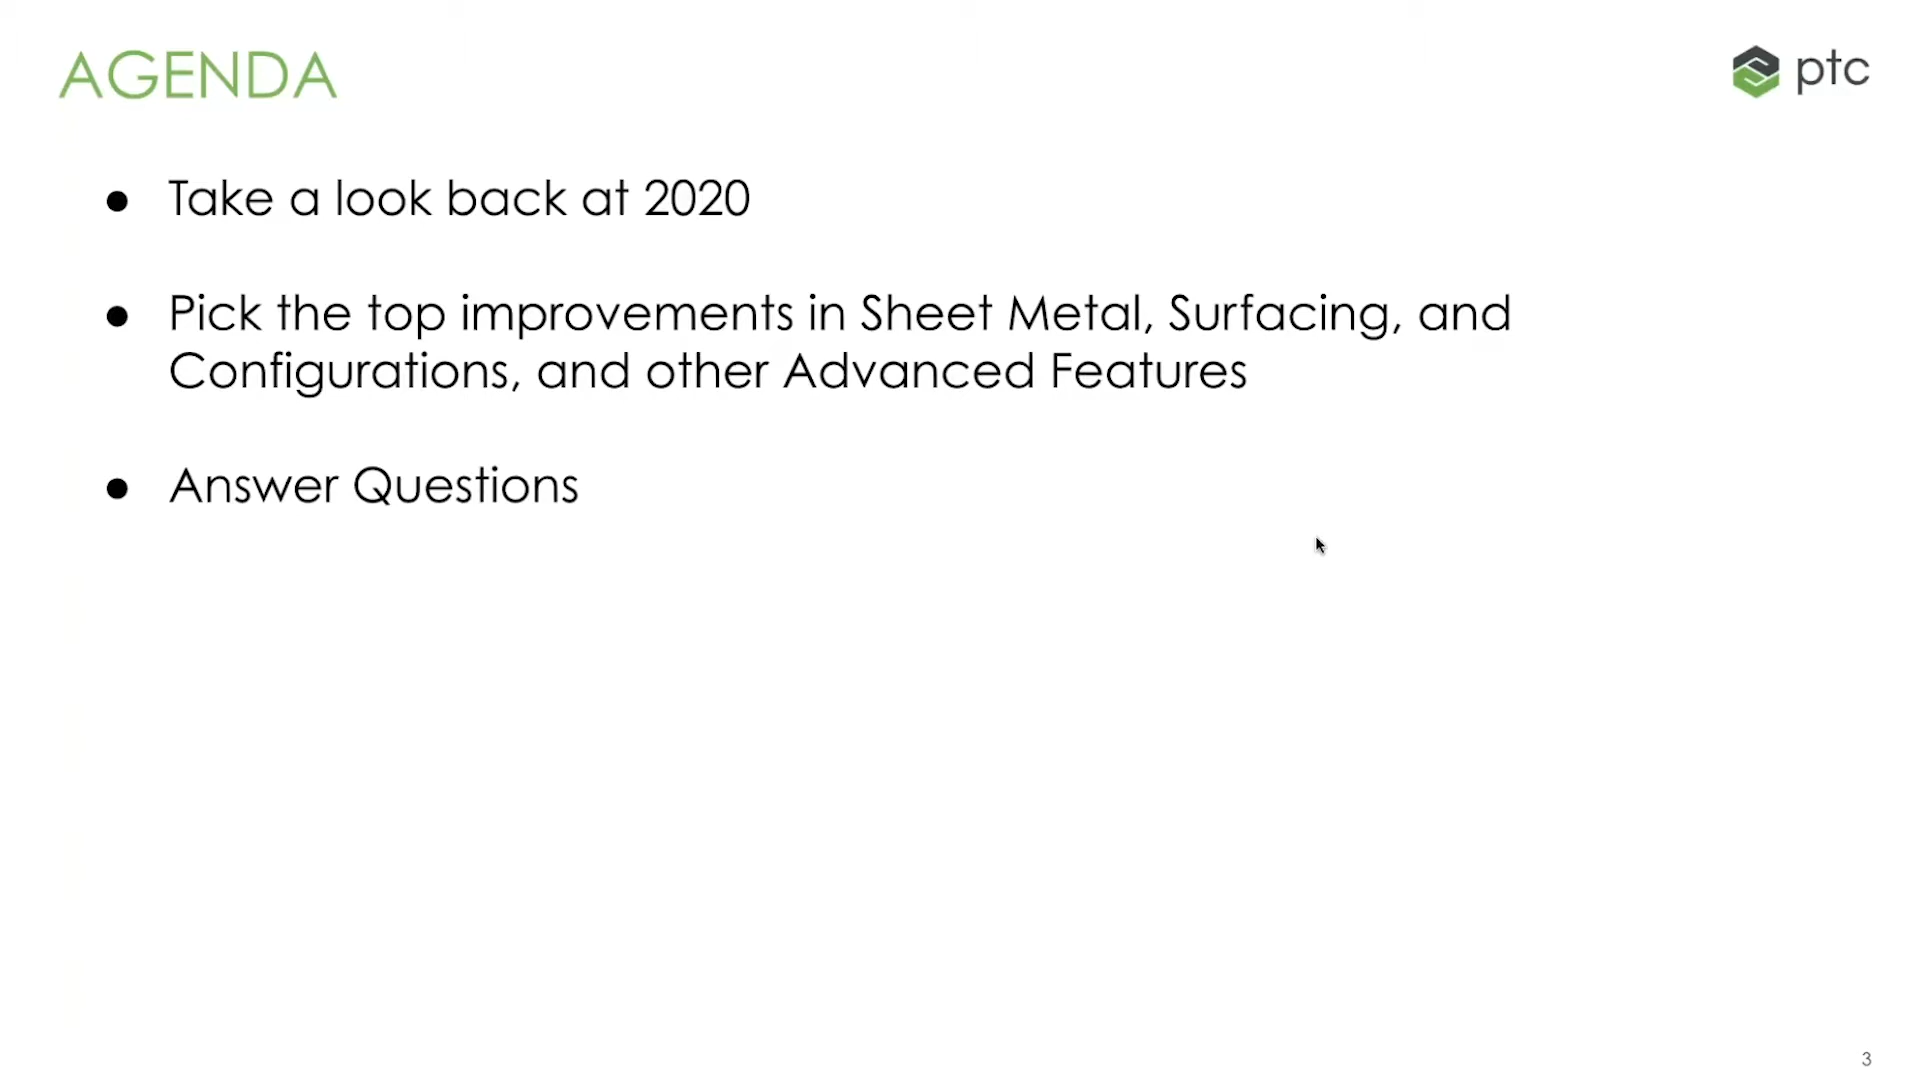 AGENDA
ptc
● Take a look back at 2020
● Pick the top improvements in Sheet Metal, Surfacing, and
Configurations, and other Advanced Features
● Answer Questions
3